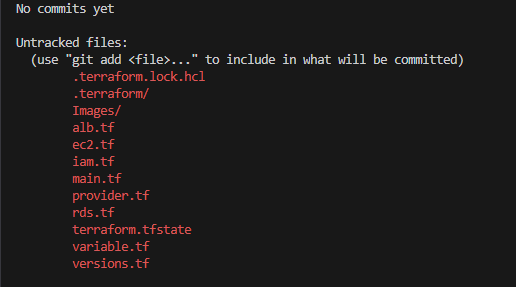 No commits yet
Untracked files:
(use "git add <file>..." to include in what will be committed)
.terraform.lock.hcl
.terraform/
Images/
alb.tf
ec2.tf
iam.tf
main.tf
provider.tf
rds.tf
terraform.tfstate
variable.tf
versions.tf